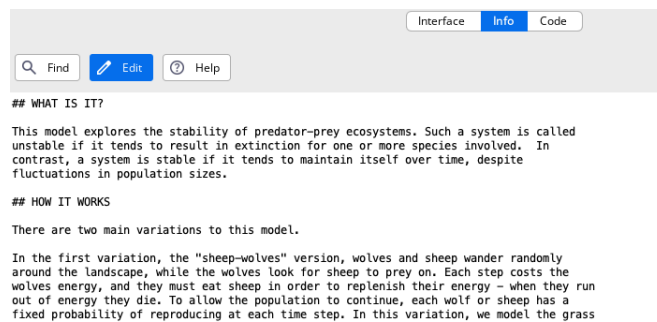 Interface Info Code
Find Edit Help
## WHAT IS IT?
This model explores the stability of predator-prey ecosystems. Such a system is called
unstable if it tends to result in extinction for one or more species involved.  In
contrast, a system is stable if it tends to maintain itself over time, despite
fluctuations in population sizes.
## HOW IT WORKS
There are two main variations to this model.
In the first variation, the "sheep-wolves" version, wolves and sheep wander randomly
around the landscape, while the wolves look for sheep to prey on. Each step costs the
wolves energy, and they must eat sheep in order to replenish their energy - when they run
out of energy they die. To allow the population to continue, each wolf or sheep has a
fixed probability of reproducing at each time step. In this variation, we model the grass